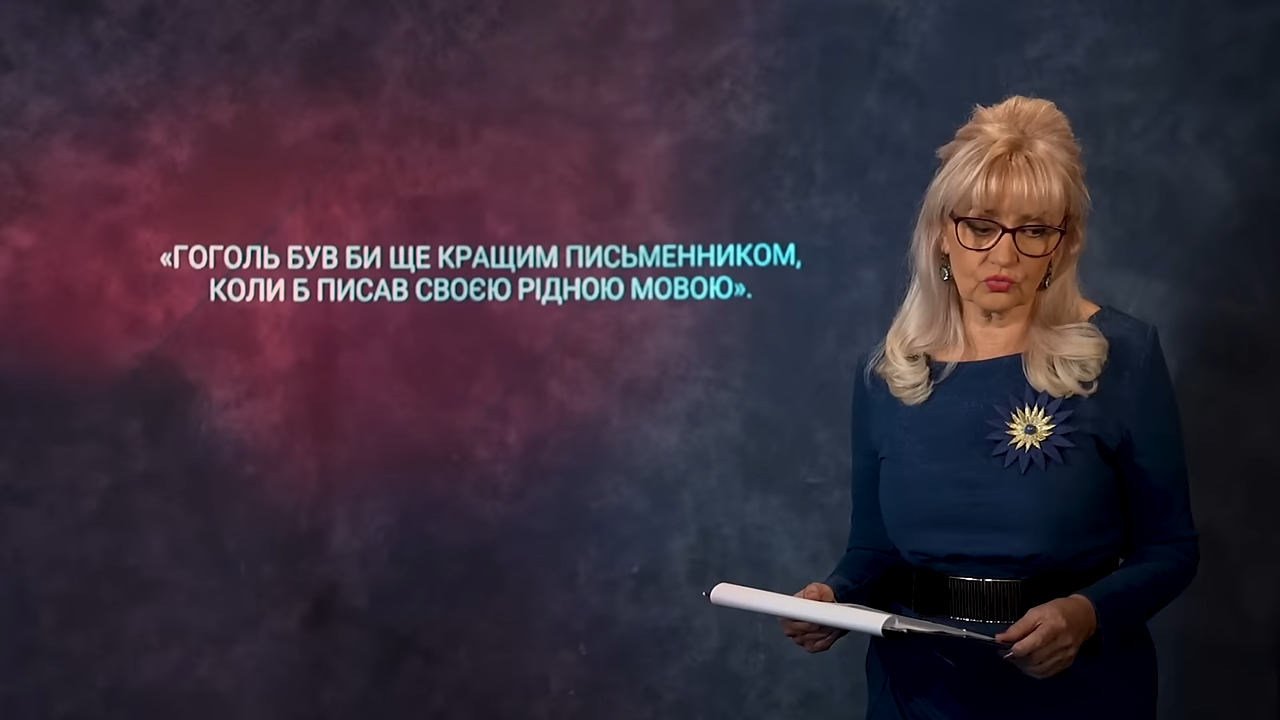 «ГОГОЛЬ БУВ БИ ЩЕ КРАЩИМ ПИСЬМЕННИКОМ,
КОЛИ Б ПИСАВ СВОЄЮ РІДНОЮ МОВОЮ».